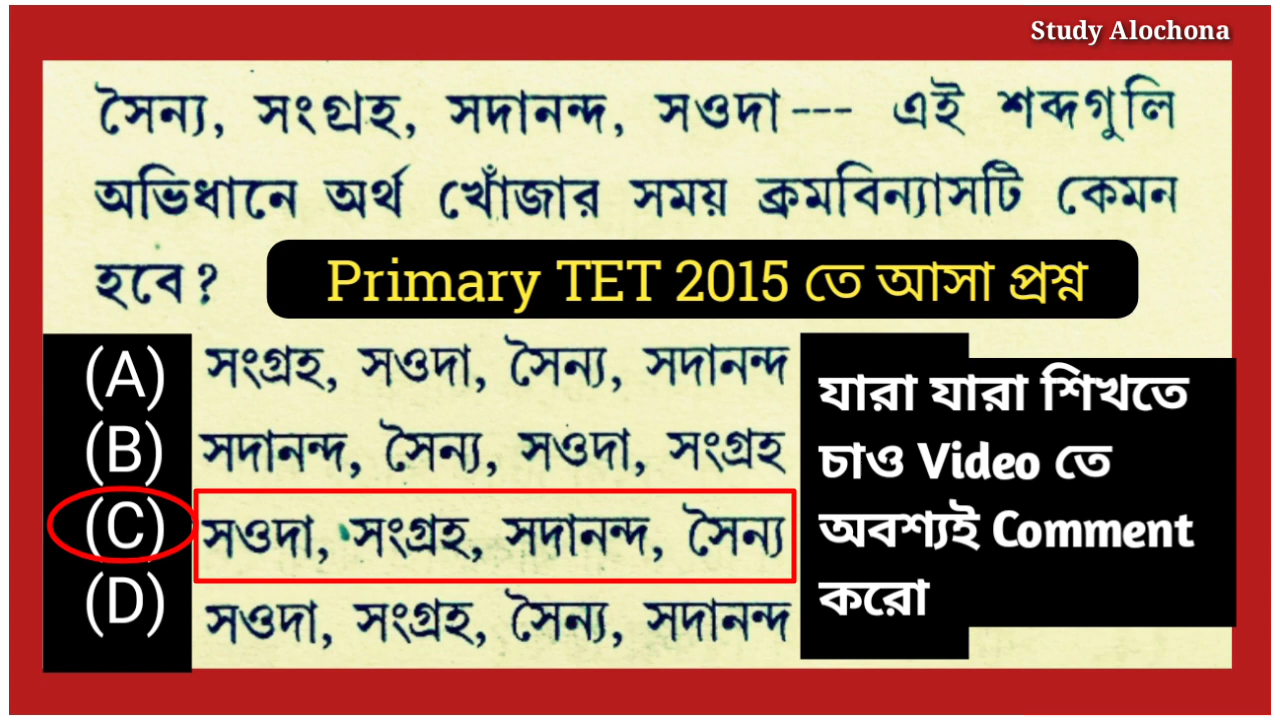 Study Alochona
সৈন্য, সংগ্রহ, সদানন্দ, সওদা --- এই শব্দগুলি
অভিধানে অর্থ খোঁজার সময় ক্রমবিন্যাসটি কেমন
হবে?
Primary TET 2015 তে আসা প্রশ্ন
(A) সংগ্রহ, সওদা, সৈন্য, সদানন্দ
(B) সদানন্দ, সৈন্য, সওদা, সংগ্রহ
(C) সওদা, সংগ্রহ, সদানন্দ, সৈন্য
(D) সওদা, সংগ্রহ, সৈন্য, সদানন্দ
যারা যারা শিখতে
চাও Video তে
অবশ্যই Comment
করো